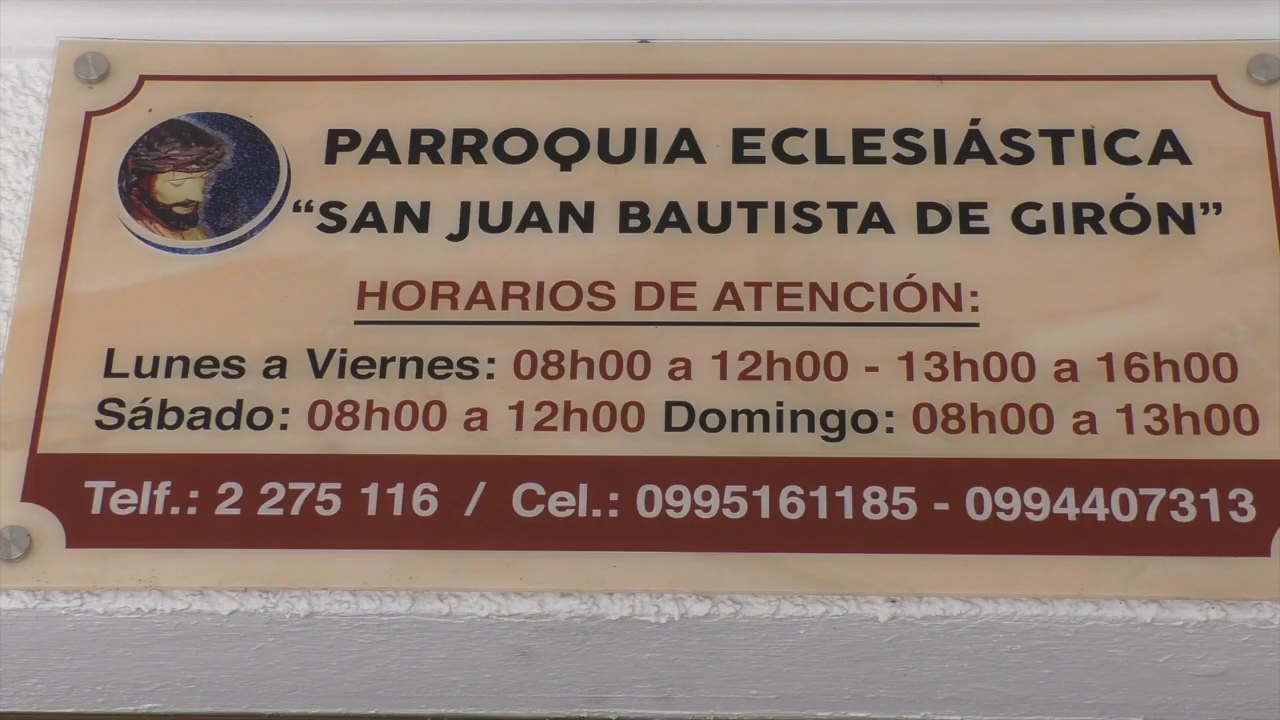 PARROQUIA ECLESIÁSTICA
“SAN JUAN BAUTISTA DE GIRÓN”
HORARIOS DE ATENCIÓN:
Lunes a Viernes: 08h00 a 12h00 - 13h00 a 16h00
Sábado: 08h00 a 12h00 Domingo: 08h00 a 13h00
Telf.: 2 275 116 / Cel.: 0995161185 - 0994407313